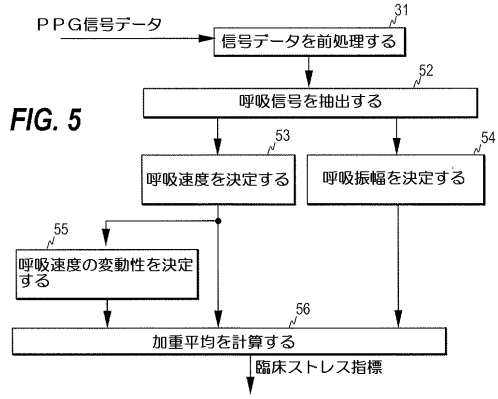 PPG信号データ
31
信号データを前処理する
52
呼吸信号を抽出する
FIG. 5
53
54
呼吸速度を決定する
呼吸振幅を決定する
55
呼吸速度の変動性を決定
する
56
加重平均を計算する
臨床ストレス指標